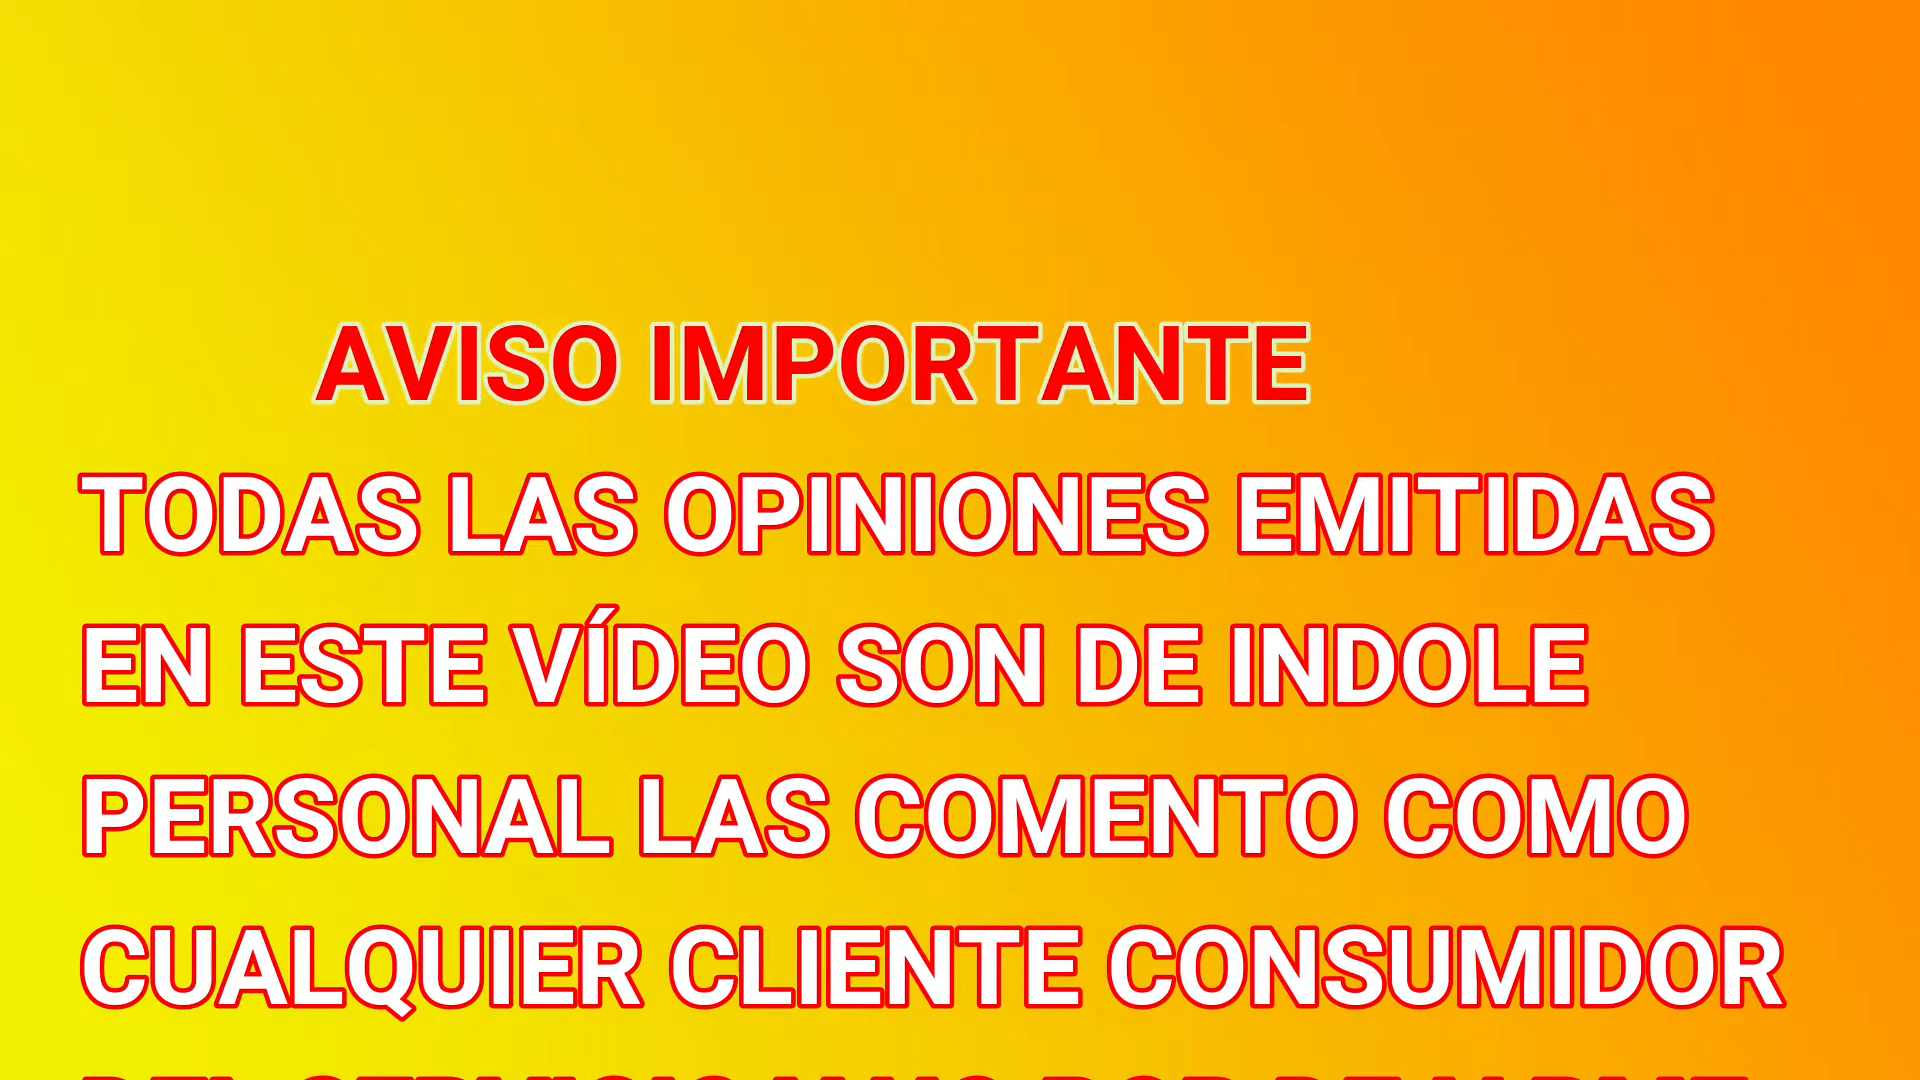 AVISO IMPORTANTE
TODAS LAS OPINIONES EMITIDAS
EN ESTE VÍDEO SON DE INDOLE
PERSONAL LAS COMENTO COMO
CUALQUIER CLIENTE CONSUMIDOR